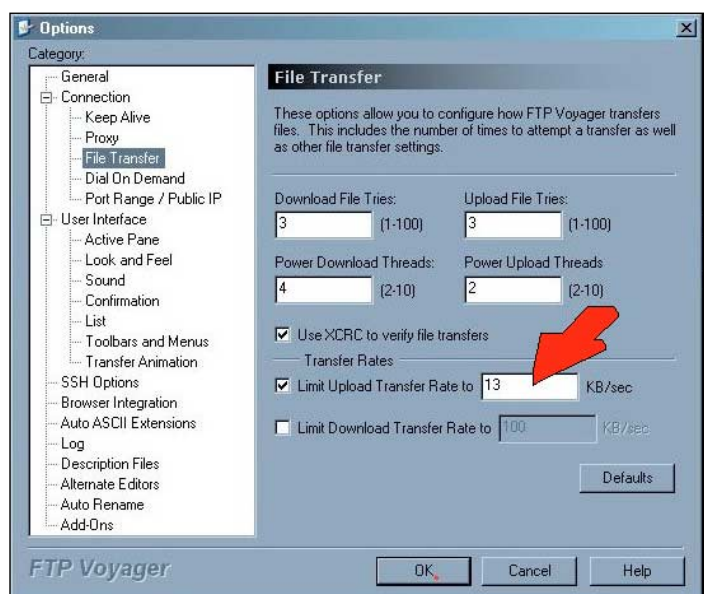 Options
Category:
General
Connection
Keep Alive
Proxy
File Transfer
Dial On Demand
Port Range / Public IP
User Interface
Active Pane
Look and Feel
Sound
Confirmation
List
Toolbars and Menus
Transfer Animation
SSH Options
Browser Integration
Auto ASCII Extensions
Log
Description Files
Alternate Editors
Auto Rename
Add-Ons
File Transfer
These options allow you to configure how FTP Voyager transfers
files. This includes the number of times to attempt a transfer as well
as other file transfer settings.
Download File Tries: Upload File Tries:
3 (1-100) 3 (1-100)
Power Download Threads: Power Upload Threads
4 (2-10) 2 (2-10)
Use XCRC to verify file transfers
Transfer Rates
Limit Upload Transfer Rate to 13 KB/sec
Limit Download Transfer Rate to 100 KB/sec
Defaults
FTP Voyager OK Cancel Help